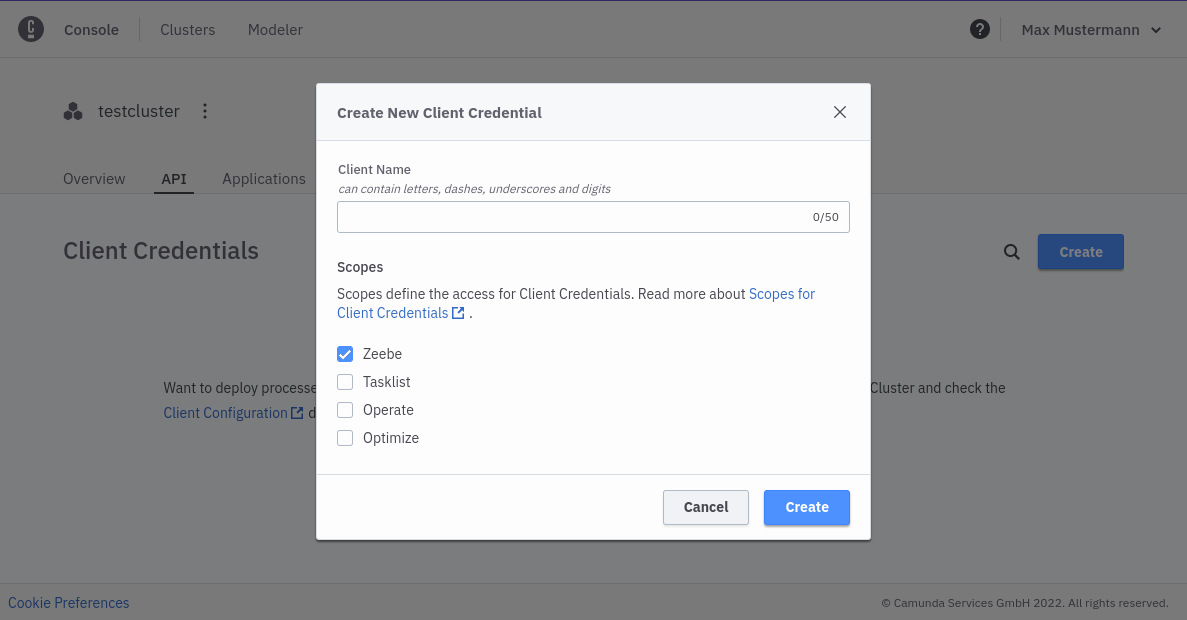 Console Clusters Modeler Max Mustermann
testcluster
Overview API Applications
Client Credentials
Create
Want to deploy processe
Cluster and check the
Client Configuration d
Create New Client Credential
Client Name
can contain letters, dashes, underscores and digits
0/50
Scopes
Scopes define the access for Client Credentials. Read more about Scopes for
Client Credentials .
Zeebe
Tasklist
Operate
Optimize
Cancel Create
Cookie Preferences © Camunda Services GmbH 2022. All rights reserved.